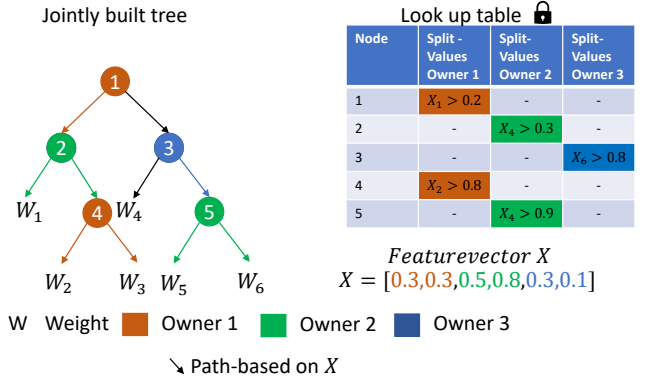 Jointly built tree
Look up table
Node Split - Values Owner 1 Split- Values Owner 2 Split- Values Owner 3
1 X₁ > 0.2 - -
2 - X₄ > 0.3 -
3 - - X₆ > 0.8
4 X₂ > 0.8 - -
5 - X₄ > 0.9 -
1
2 3
W₁ 4 W₄ 5
W₂ W₃ W₅ W₆
Featurevector X
X = [0.3,0.3,0.5,0.8,0.3,0.1]
W Weight Owner 1 Owner 2 Owner 3
Path-based on X